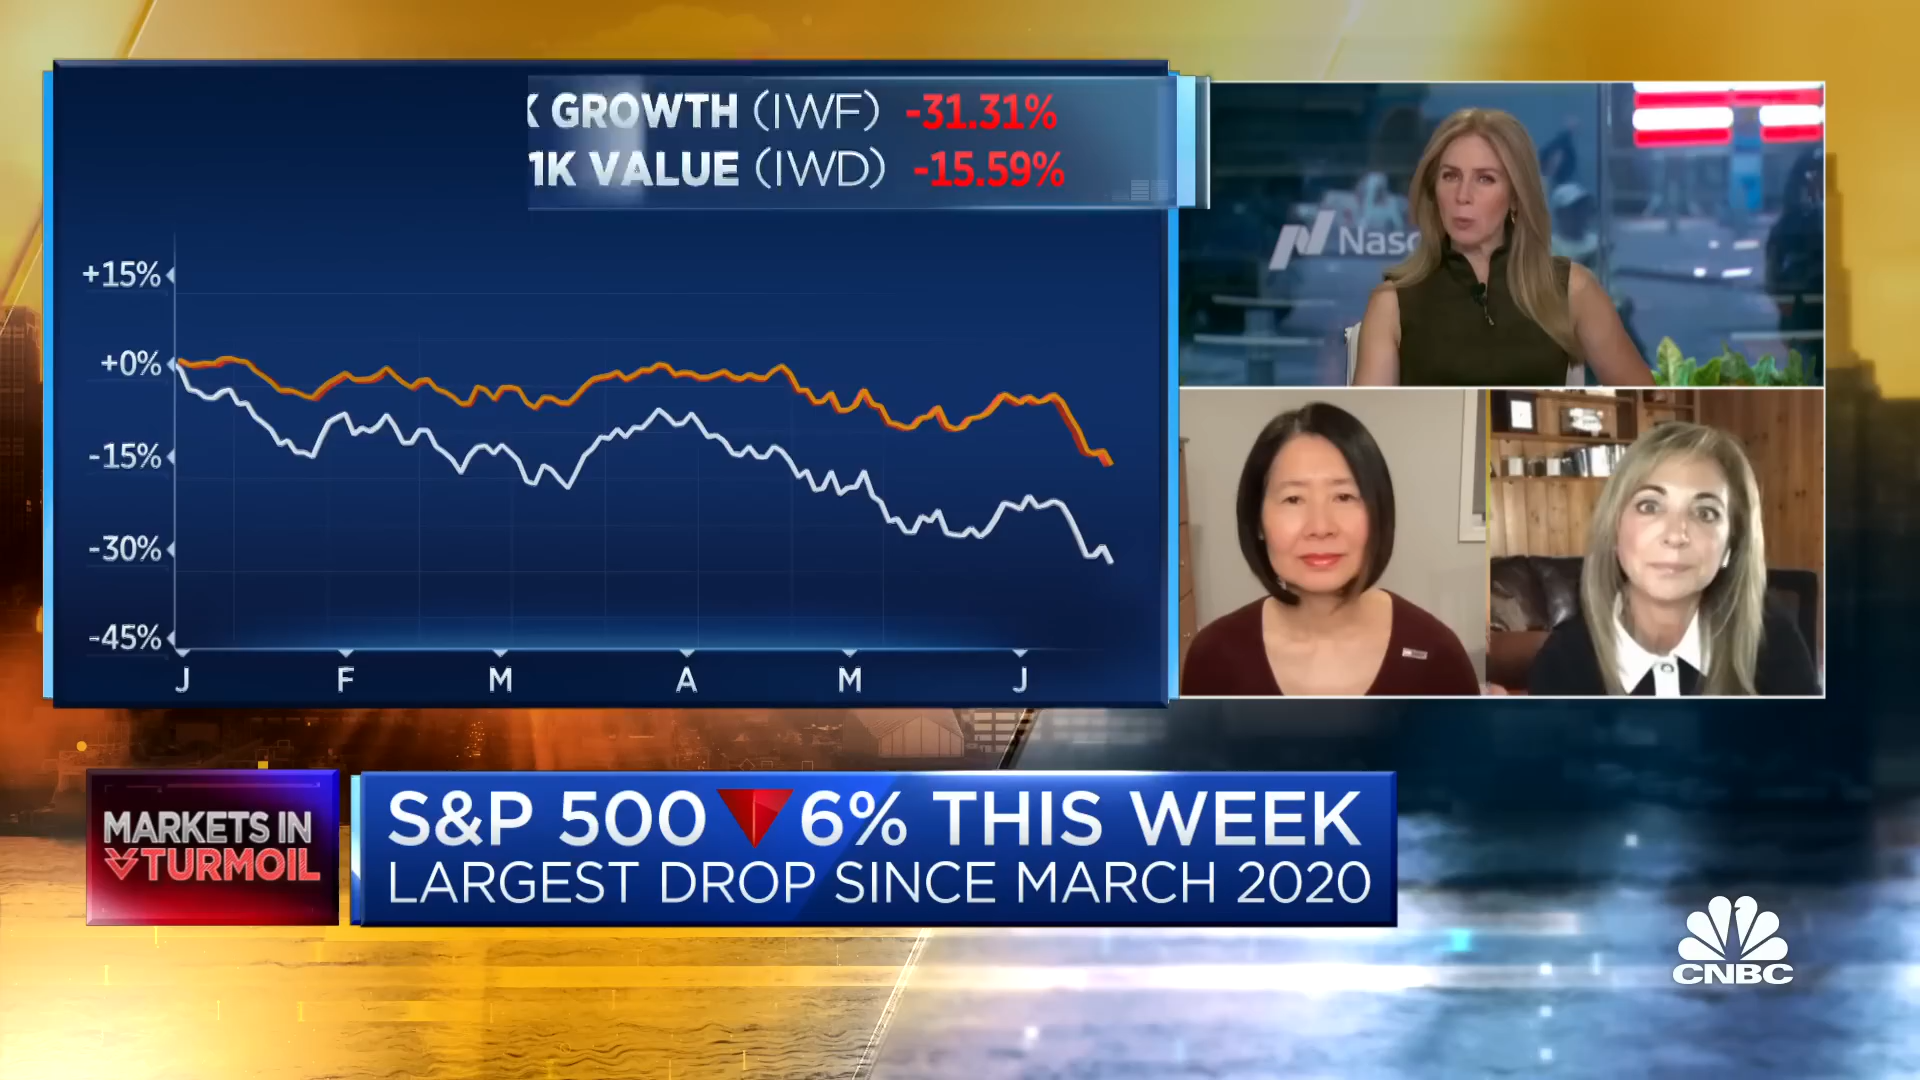 GROWTH (IWF) -31.31%
1K VALUE (IWD) -15.59%
+15%
+0%
-15%
-30%
-45%
J F M A M J
Nasd
MARKETS IN
TURMOIL
S&P 500 6% THIS WEEK
LARGEST DROP SINCE MARCH 2020
CNBC